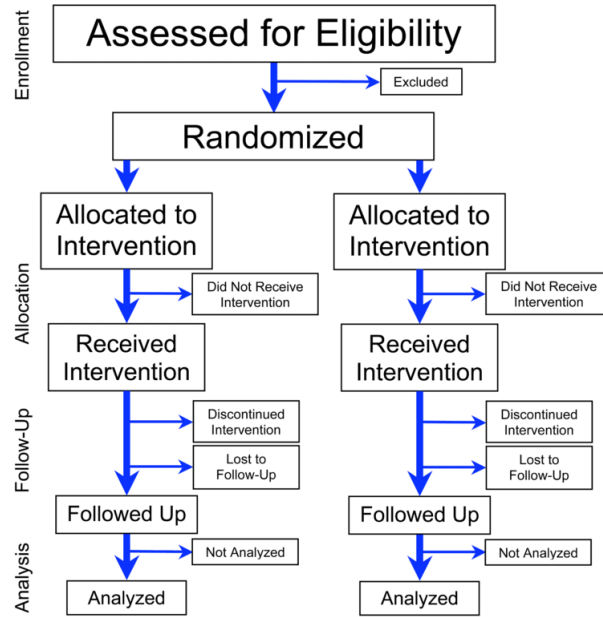 Enrollment
Assessed for Eligibility
Excluded
Randomized
Allocation
Allocated to
Intervention
Did Not Receive
Intervention
Received
Intervention
Allocated to
Intervention
Did Not Receive
Intervention
Received
Intervention
Follow-Up
Discontinued
Intervention
Lost to
Follow-Up
Followed Up
Discontinued
Intervention
Lost to
Follow-Up
Followed Up
Analysis
Not Analyzed
Analyzed
Not Analyzed
Analyzed